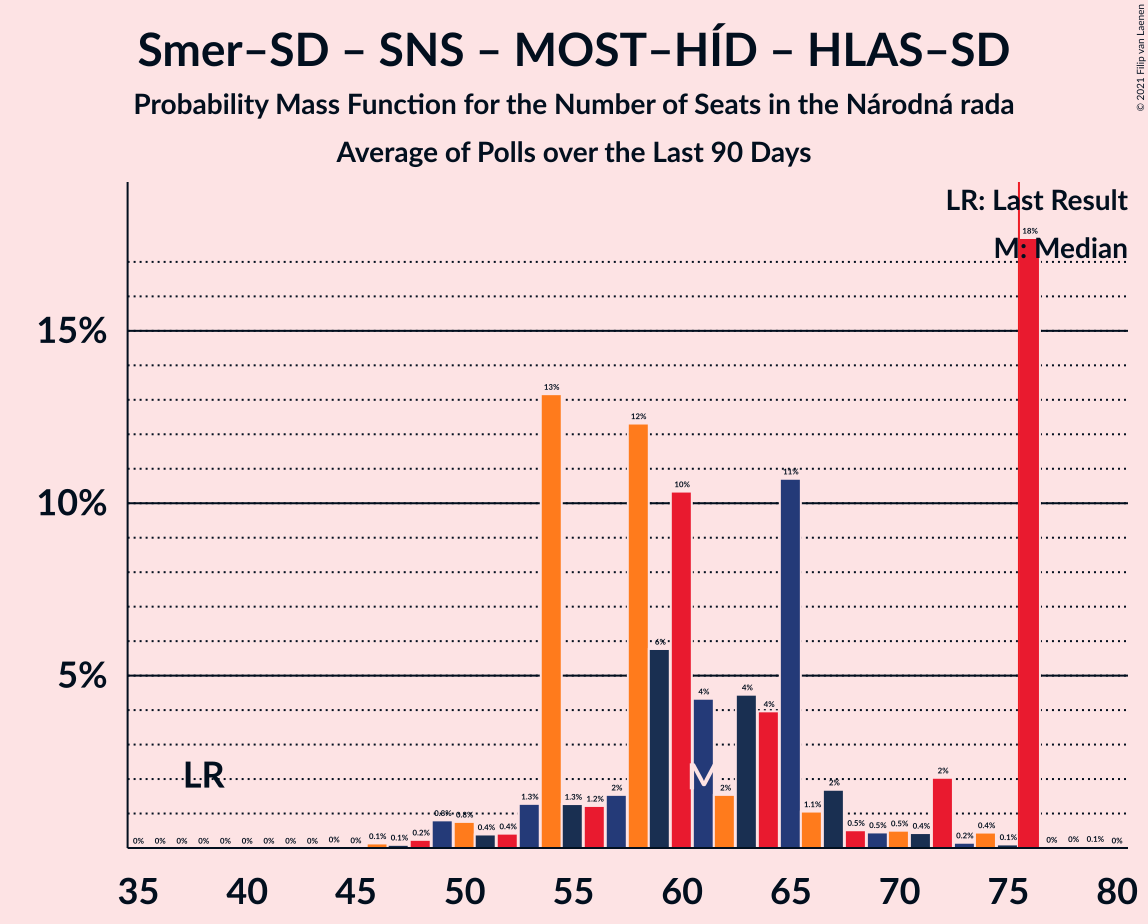 Smer–SD – SNS – MOST–HÍD – HLAS–SD
Probability Mass Function for the Number of Seats in the Národná rada
Average of Polls over the Last 90 Days
© 2021 Filip van Laenen
LR: Last Result
M: Median
15%
10%
5%
LR
M
0% 0% 0% 0% 0% 0% 0% 0% 0% 0% 0% 0.1% 0.1% 0.2% 0.8% 0.8% 0.4% 0.4% 1.3% 13% 1.3% 1.2% 2% 12% 6% 10% 4% 2% 4% 4% 11% 1.1% 2% 0.5% 0.5% 0.5% 0.4% 2% 0.2% 0.4% 0.1% 18% 0% 0% 0.1% 0%
35 40 45 50 55 60 65 70 75 80